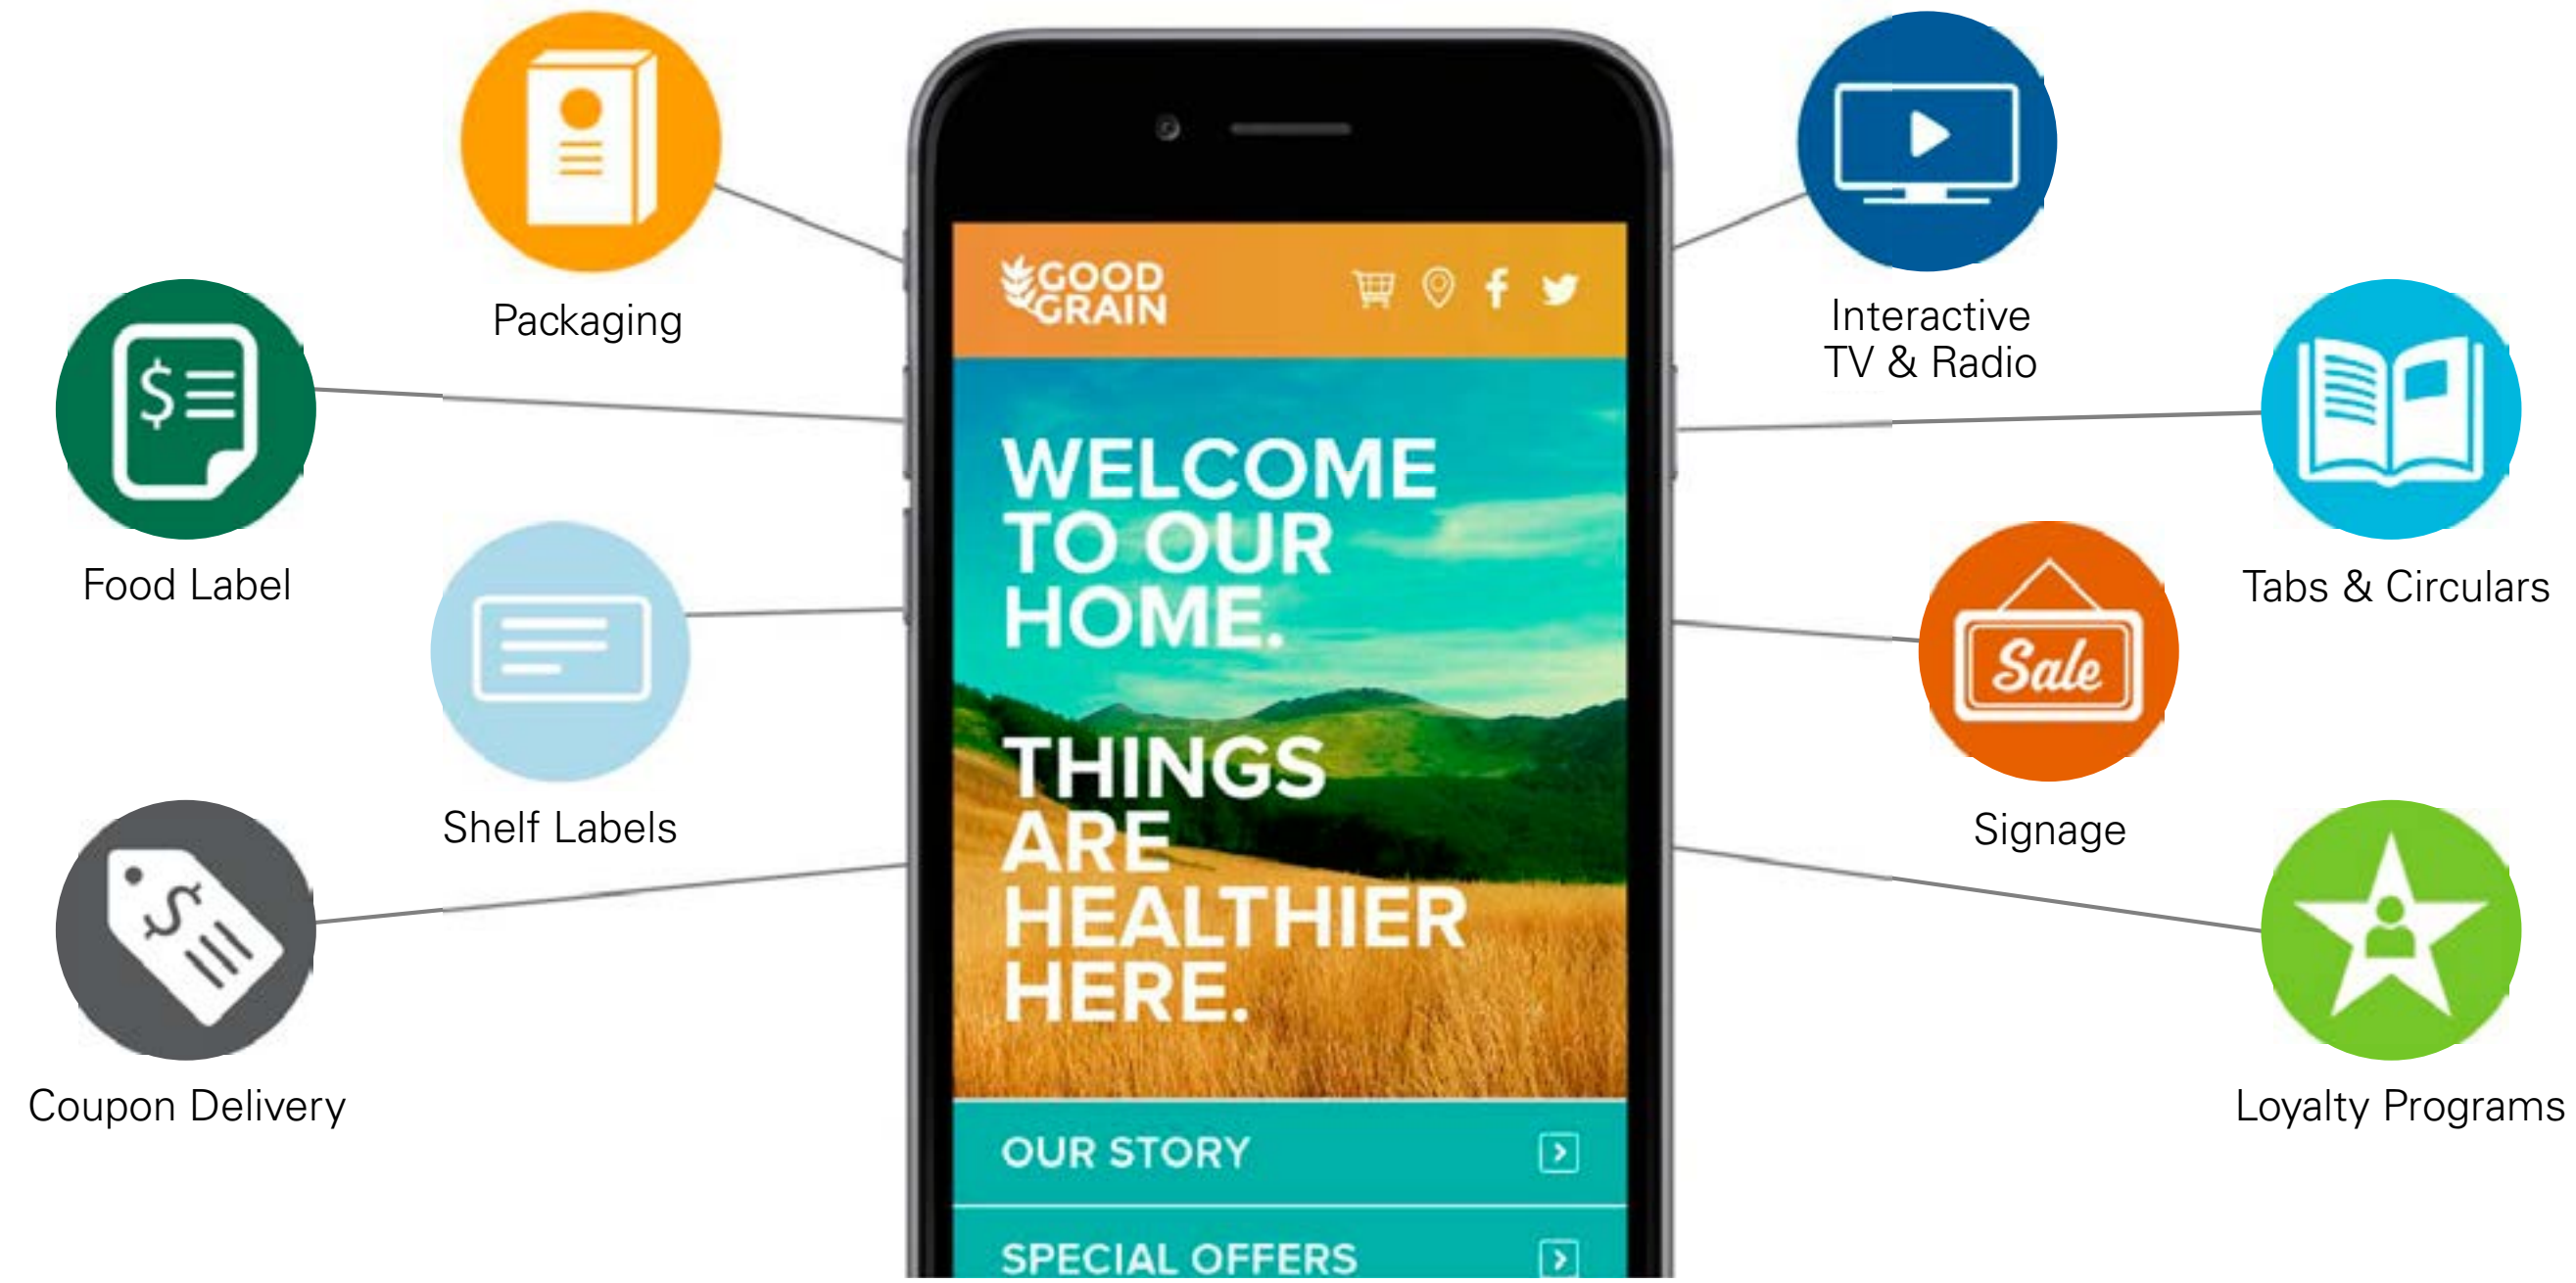 Packaging
$
Food Label
Shelf Labels
$
Coupon Delivery
GOOD
GRAIN
WELCOME
TO OUR
HOME.
THINGS
ARE
HEALTHIER
HERE.
OUR STORY
SPECIAL OFFERS
Interactive
TV & Radio
Tabs & Circulars
Sale
Signage
Loyalty Programs